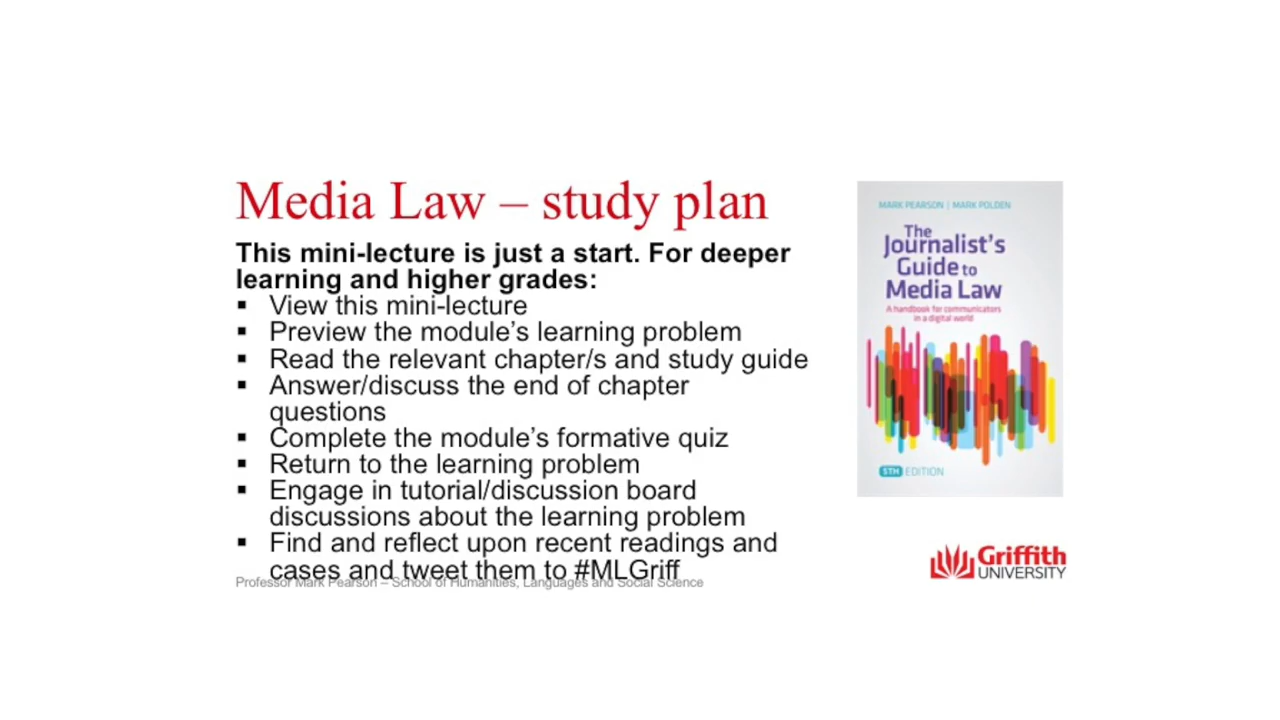 Media Law – study plan
This mini-lecture is just a start. For deeper
learning and higher grades:
▪ View this mini-lecture
▪ Preview the module’s learning problem
▪ Read the relevant chapter/s and study guide
▪ Answer/discuss the end of chapter
questions
▪ Complete the module’s formative quiz
▪ Return to the learning problem
▪ Engage in tutorial/discussion board
discussions about the learning problem
▪ Find and reflect upon recent readings and
cases and tweet them to #MLGriff
Professor Mark Pearson – School of Humanities, Languages and Social Science
MARK PEARSON | MARK POLDEN
The
Journalist’s
Guide to
Media Law
A handbook for communicators
in a digital world
5TH EDITION
Griffith
UNIVERSITY